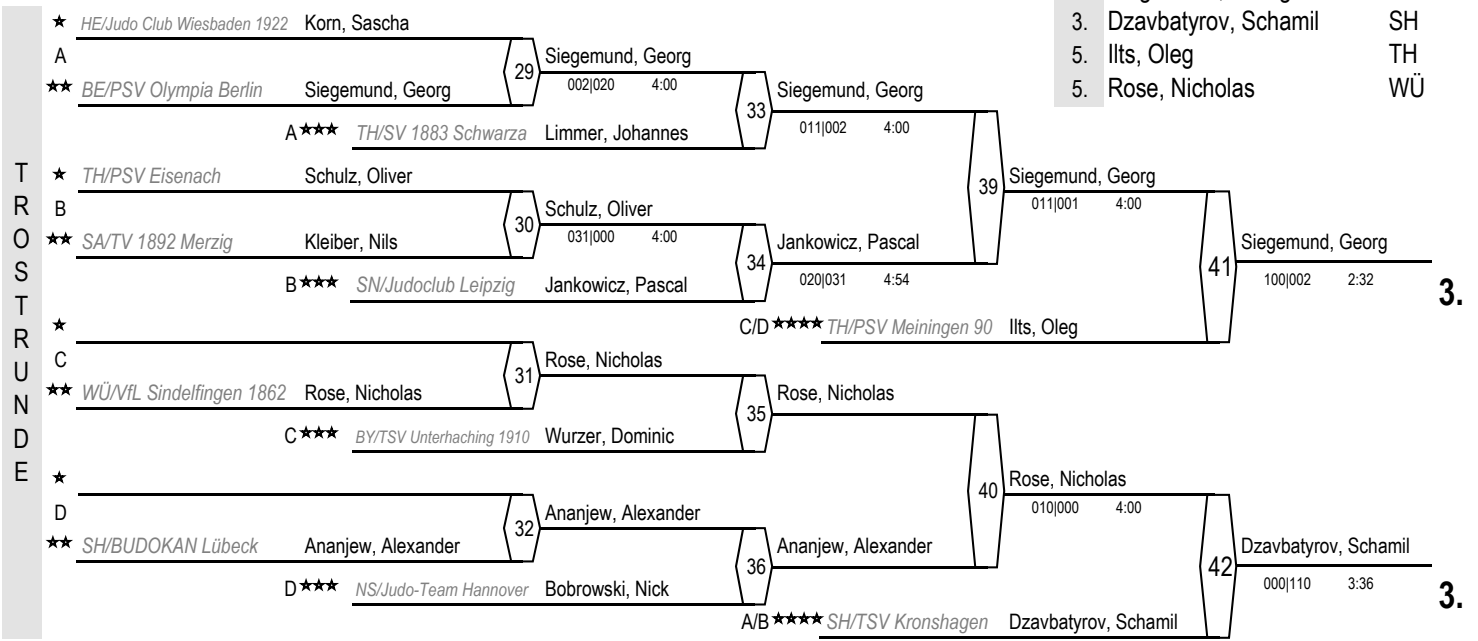 HE/Judo Club Wiesbaden 1922 Korn, Sascha
3. Dzavbatyrov, Schamil SH
A
Siegemund, Georg
5. Ilts, Oleg TH
29
002|020 4:00
BE/PSV Olympia Berlin Siegemund, Georg
Siegemund, Georg
5. Rose, Nicholas WÜ
33
011|002 4:00
A TH/SV 1883 Schwarza Limmer, Johannes
TROSTRUNDE
TH/PSV Eisenach Schulz, Oliver
39
Siegemund, Georg
011|001 4:00
B
Schulz, Oliver
30
031|000 4:00
SA/TV 1892 Merzig Kleiber, Nils
Jankowicz, Pascal
Siegemund, Georg
34
020|031 4:54
41
100|002 2:32
3.
B SN/Judoclub Leipzig Jankowicz, Pascal
C/D TH/PSV Meiningen 90 Ilts, Oleg
C
Rose, Nicholas
31
WÜ/VfL Sindelfingen 1862 Rose, Nicholas
Rose, Nicholas
35
C BY/TSV Unterhaching 1910 Wurzer, Dominic
40
Rose, Nicholas
010|000 4:00
D
Ananjew, Alexander
32
SH/BUDOKAN Lübeck Ananjew, Alexander
Ananjew, Alexander
Dzavbatyrov, Schamil
36
42
000|110 3:36
3.
D NS/Judo-Team Hannover Bobrowski, Nick
A/B SH/TSV Kronshagen Dzavbatyrov, Schamil